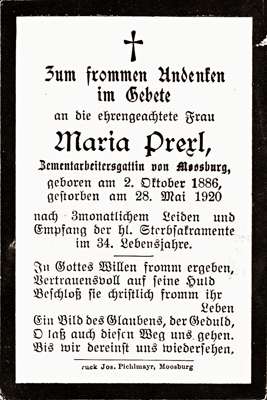 Zum frommen Andenken
im Gebete
an die ehrengeachtete Frau
Maria Prexl,
Zementarbeitersgattin von Moosburg,
geboren am 2. Oktober 1886,
gestorben am 28. Mai 1920
nach 3monatlichem Leiden und
Empfang der hl. Sterbsakramente
im 34. Lebensjahre.
In Gottes Willen fromm ergeben,
Vertrauensvoll auf seine Huld
Beschloß sie christlich fromm ihr
Leben
Ein Bild des Glaubens, der Geduld,
O laß auch diesen Weg uns gehen.
Bis wir dereinst uns wiedersehen.
ruck Jos. Pichlmayr, Moosburg